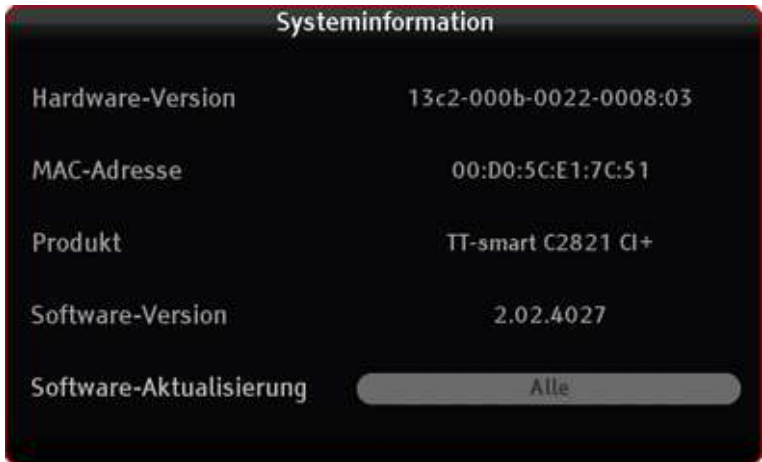 Systeminformation
Hardware-Version 13c2-000b-0022-0008:03
MAC-Adresse 00:D0:5C:E1:7C:51
Produkt TT-smart C2821 CI+
Software-Version 2.02.4027
Software-Aktualisierung Alle